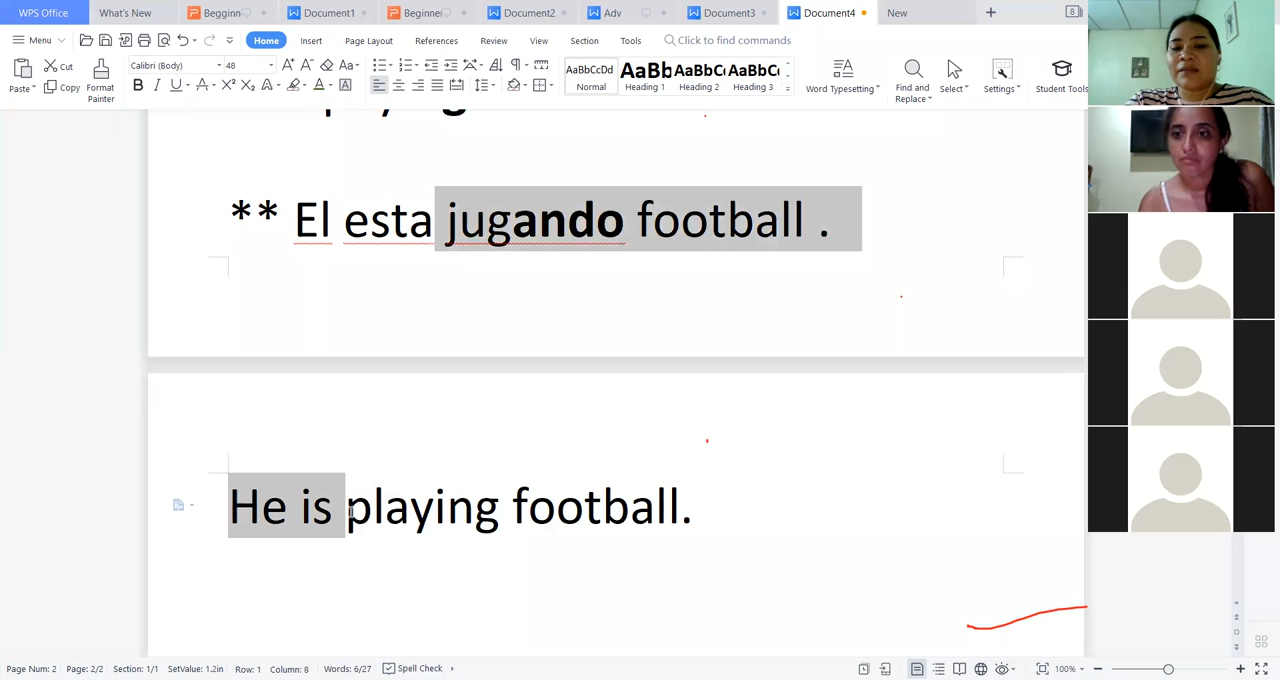 WPS Office What's New Beggin Document1 Beginne Document2 Adv Document3 Document4 New 8
Menu Home Insert Page Layout References Review View Section Tools Click to find commands
Paste Cut Copy Format Painter Calibri (Body) 48 AaBbCcDd Normal AaBb Heading 1 AaBbC Heading 2 AaBbC Heading 3 Word Typesetting Find and Replace Select Settings Student Tools
** El esta jugando football .
He is playing football.
Page Num: 2 Page: 2/2 Section: 1/1 SetValue: 1.2in Row: 1 Column: 8 Words: 6/27 Spell Check 100%